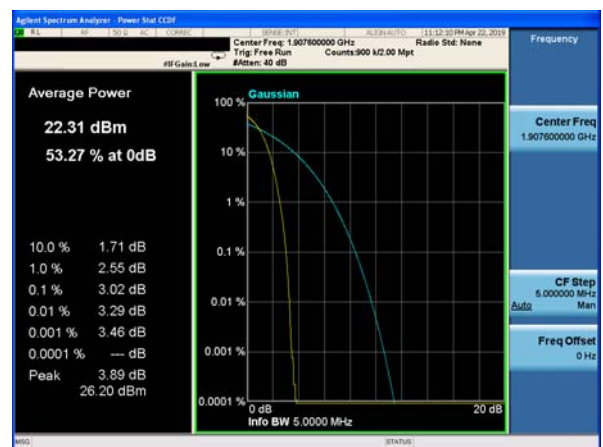 Agilent Spectrum Analyzer - Power Stat CCDF
RL RF 50 Ω AC CORREC SENSE:INT ALIGN AUTO 11:12:10 PM Apr 22, 2019
Center Freq: 1.907600000 GHz Radio Std: None
Trig: Free Run Counts:900 k/2.00 Mpt
#IFGain:Low #Atten: 40 dB
Frequency
Average Power
22.31 dBm
53.27 % at 0dB
10.0 % 1.71 dB
1.0 % 2.55 dB
0.1 % 3.02 dB
0.01 % 3.29 dB
0.001 % 3.46 dB
0.0001 % --- dB
Peak 3.89 dB
26.20 dBm
Gaussian
100 %
10 %
1 %
0.1 %
0.01 %
0.001 %
0.0001 %
0 dB 20 dB
Info BW 5.0000 MHz
Center Freq
1.907600000 GHz
CF Step
5.000000 MHz
Auto Man
Freq Offset
0 Hz
MSG STATUS